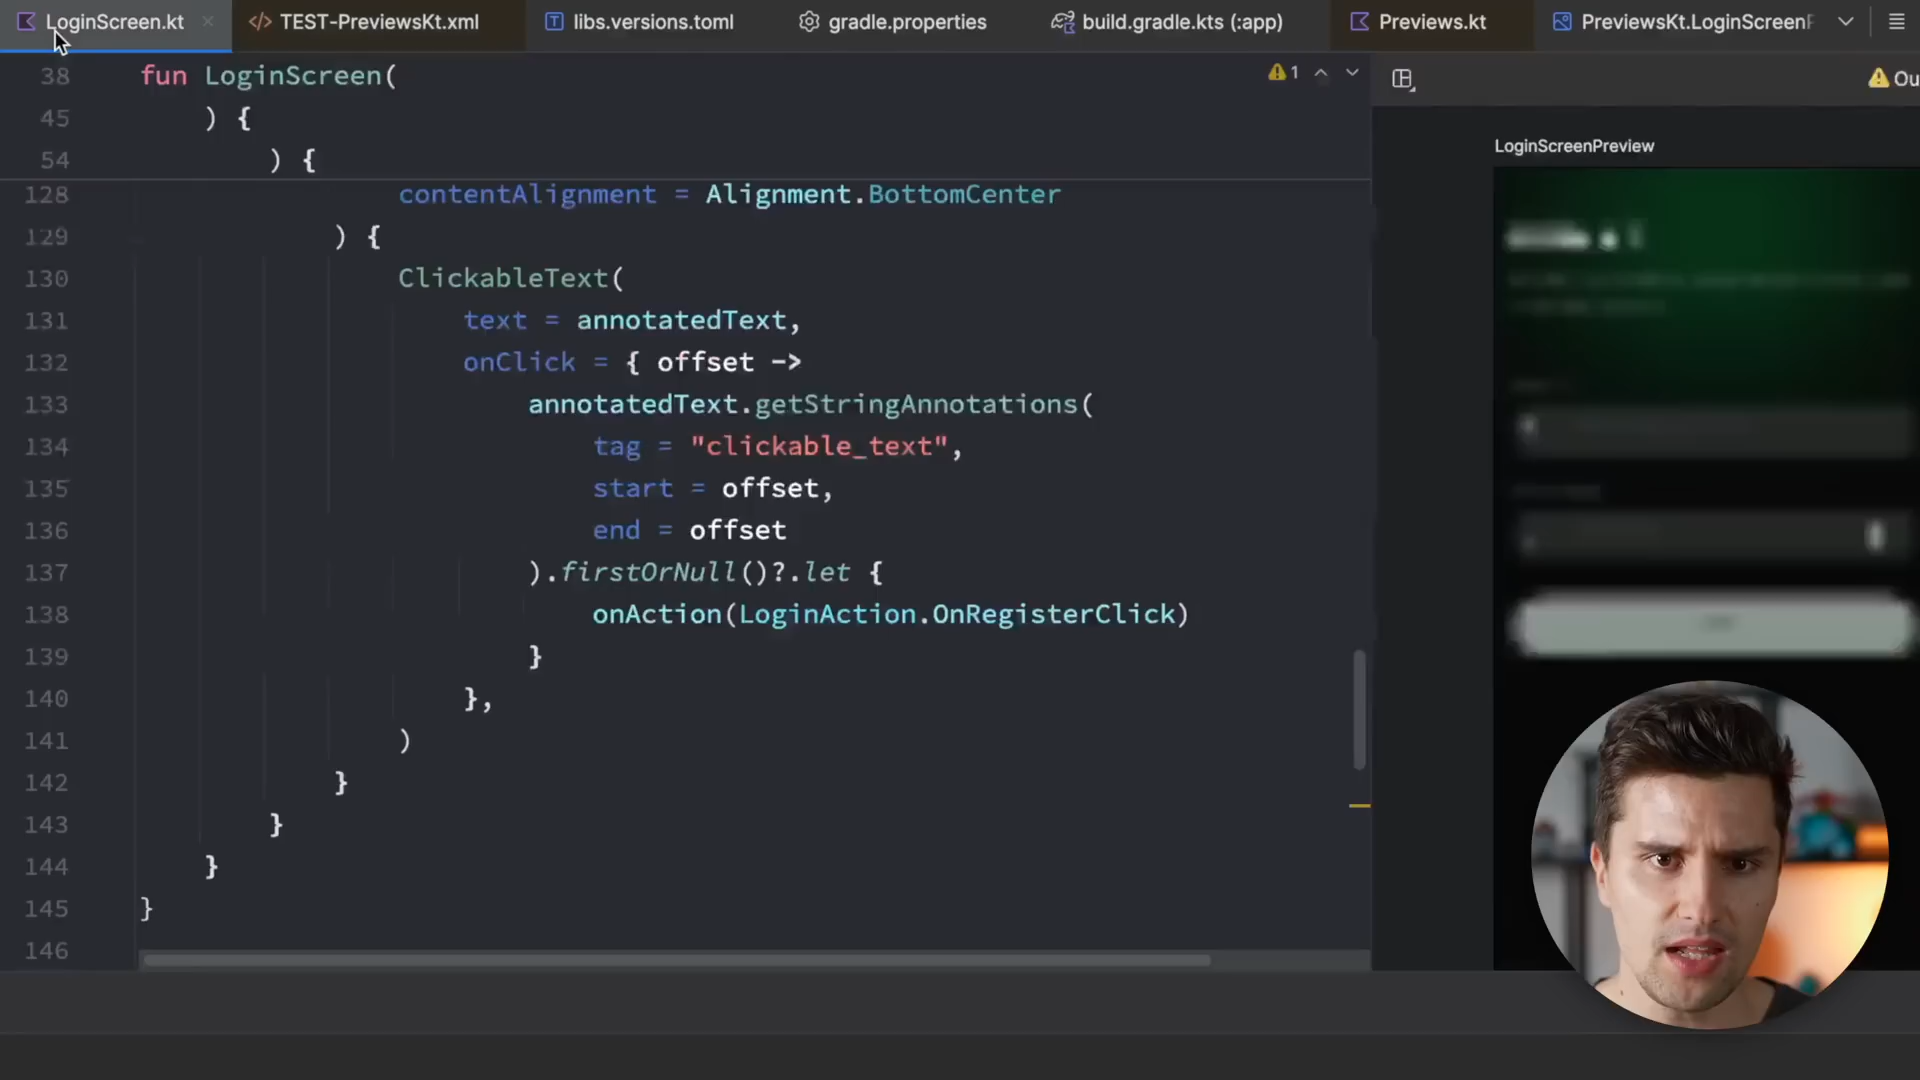 LoginScreen.kt
TEST-PreviewsKt.xml
libs.versions.toml
gradle.properties
build.gradle.kts (:app)
Previews.kt
PreviewsKt.LoginScreenP
38 fun LoginScreen(
45 ) {
54 ) {
1
Ou
LoginScreenPreview
128 contentAlignment = Alignment.BottomCenter
129 ) {
130 ClickableText(
131 text = annotatedText,
132 onClick = { offset ->
133 annotatedText.getStringAnnotations(
134 tag = "clickable_text",
135 start = offset,
136 end = offset
137 ).firstOrNull()?.let {
138 onAction(LoginAction.OnRegisterClick)
139 }
140 },
141 )
142 }
143 }
144 }
145 }
146